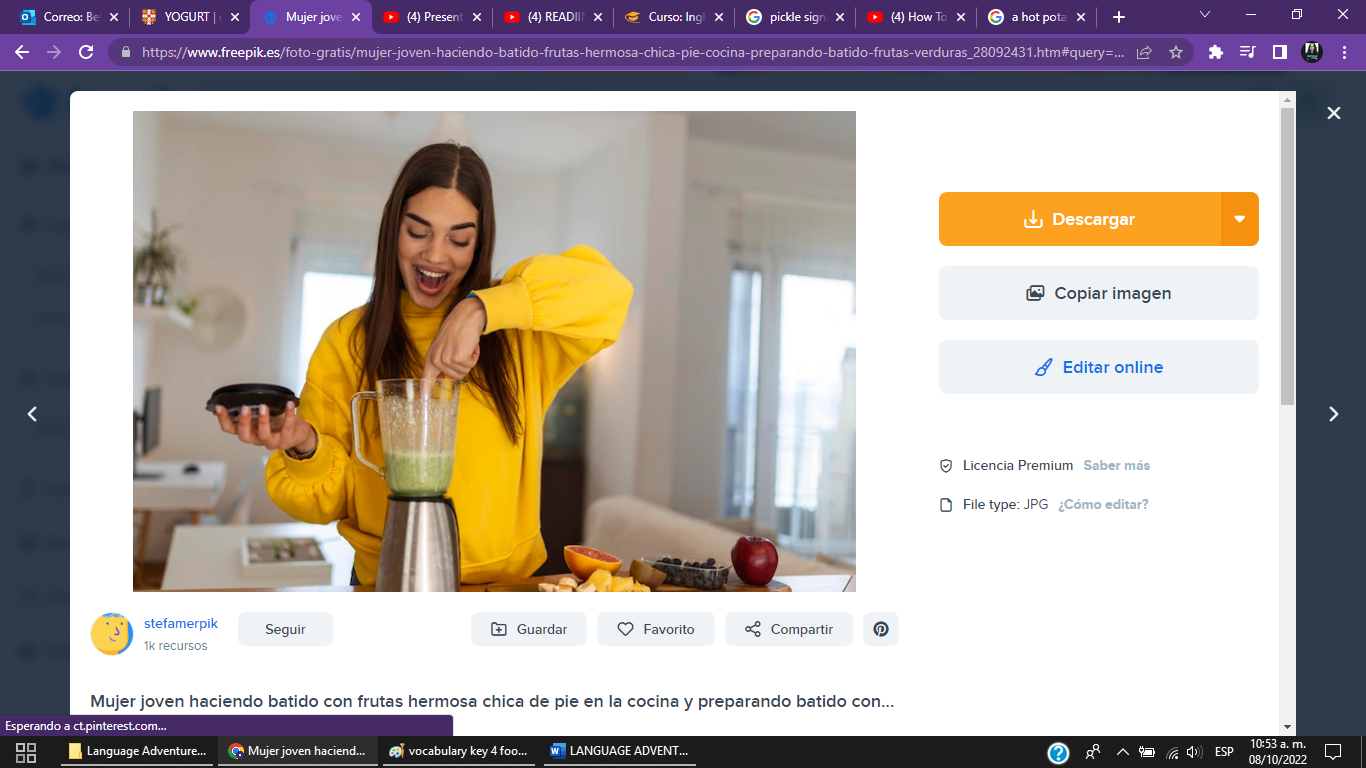 Correo: Be
YOGURT | c
Mujer jove
(4) Present
(4) READII
Curso: Ingl
pickle sign
(4) How To
a hot pota
https://www.freepik.es/foto-gratis/mujer-joven-haciendo-batido-frutas-hermosa-chica-pie-cocina-preparando-batido-frutas-verduras_28092431.htm#query=...
Descargar
Copiar imagen
Editar online
Licencia Premium Saber más
File type: JPG ¿Cómo editar?
stefamerpik
1k recursos
Seguir
Guardar
Favorito
Compartir
Mujer joven haciendo batido con frutas hermosa chica de pie en la cocina y preparando batido con...
Esperando a ct.pinterest.com...
Language Adventure...
Mujer joven haciend...
vocabulary key 4 foo...
LANGUAGE ADVENT...
ESP
10:53 a. m.
08/10/2022